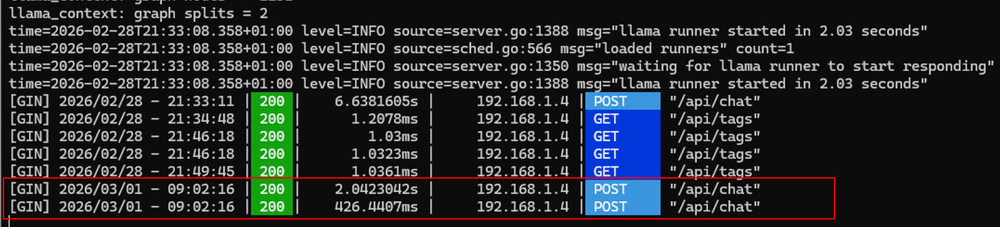 llama_context: graph splits = 2
time=2026-02-28T21:33:08.358+01:00 level=INFO source=server.go:1388 msg="llama runner started in 2.03 seconds"
time=2026-02-28T21:33:08.358+01:00 level=INFO source=sched.go:566 msg="loaded runners" count=1
time=2026-02-28T21:33:08.358+01:00 level=INFO source=server.go:1350 msg="waiting for llama runner to start responding"
time=2026-02-28T21:33:08.358+01:00 level=INFO source=server.go:1388 msg="llama runner started in 2.03 seconds"
[GIN] 2026/02/28 - 21:33:11 | 200 | 6.6381605s | 192.168.1.4 | POST "/api/chat"
[GIN] 2026/02/28 - 21:34:48 | 200 | 1.2078ms | 192.168.1.4 | GET "/api/tags"
[GIN] 2026/02/28 - 21:46:18 | 200 | 1.03ms | 192.168.1.4 | GET "/api/tags"
[GIN] 2026/02/28 - 21:46:18 | 200 | 1.0323ms | 192.168.1.4 | GET "/api/tags"
[GIN] 2026/02/28 - 21:49:45 | 200 | 1.0361ms | 192.168.1.4 | GET "/api/tags"
[GIN] 2026/03/01 - 09:02:16 | 200 | 2.0423042s | 192.168.1.4 | POST "/api/chat"
[GIN] 2026/03/01 - 09:02:16 | 200 | 426.4407ms | 192.168.1.4 | POST "/api/chat"